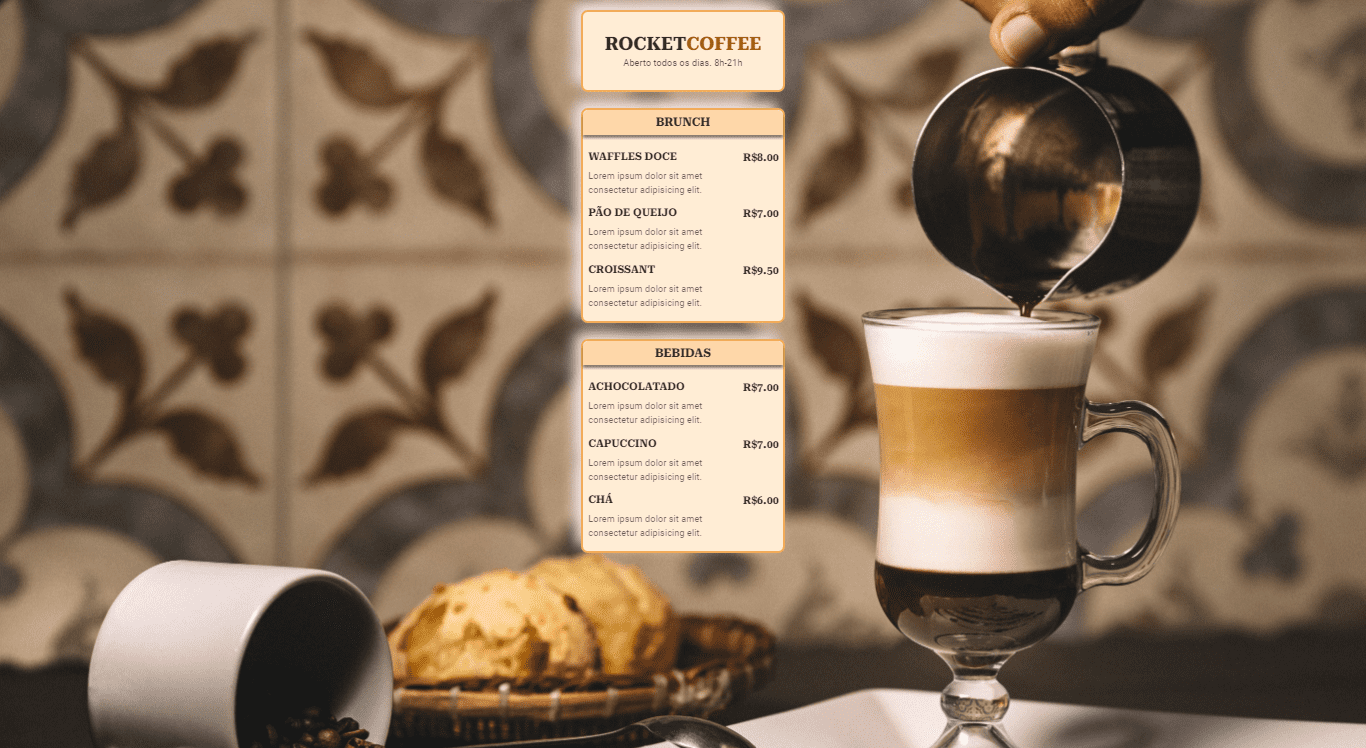 ROCKETCOFFEE
Aberto todos os dias. 8h-21h
BRUNCH
WAFFLES DOCE R$8.00
Lorem ipsum dolor sit amet
consectetur adipisicing elit.
PÃO DE QUEIJO R$7.00
Lorem ipsum dolor sit amet
consectetur adipisicing elit.
CROISSANT R$9.50
Lorem ipsum dolor sit amet
consectetur adipisicing elit.
BEBIDAS
ACHOCOLATADO R$7.00
Lorem ipsum dolor sit amet
consectetur adipisicing elit.
CAPUCCINO R$7.00
Lorem ipsum dolor sit amet
consectetur adipisicing elit.
CHÁ R$6.00
Lorem ipsum dolor sit amet
consectetur adipisicing elit.